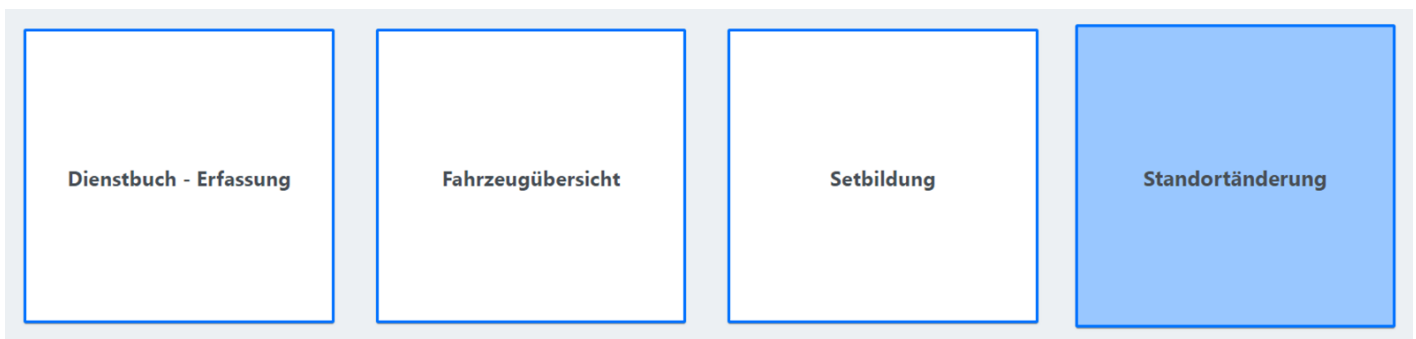 Dienstbuch - Erfassung
Fahrzeugübersicht
Setbildung
Standortänderung